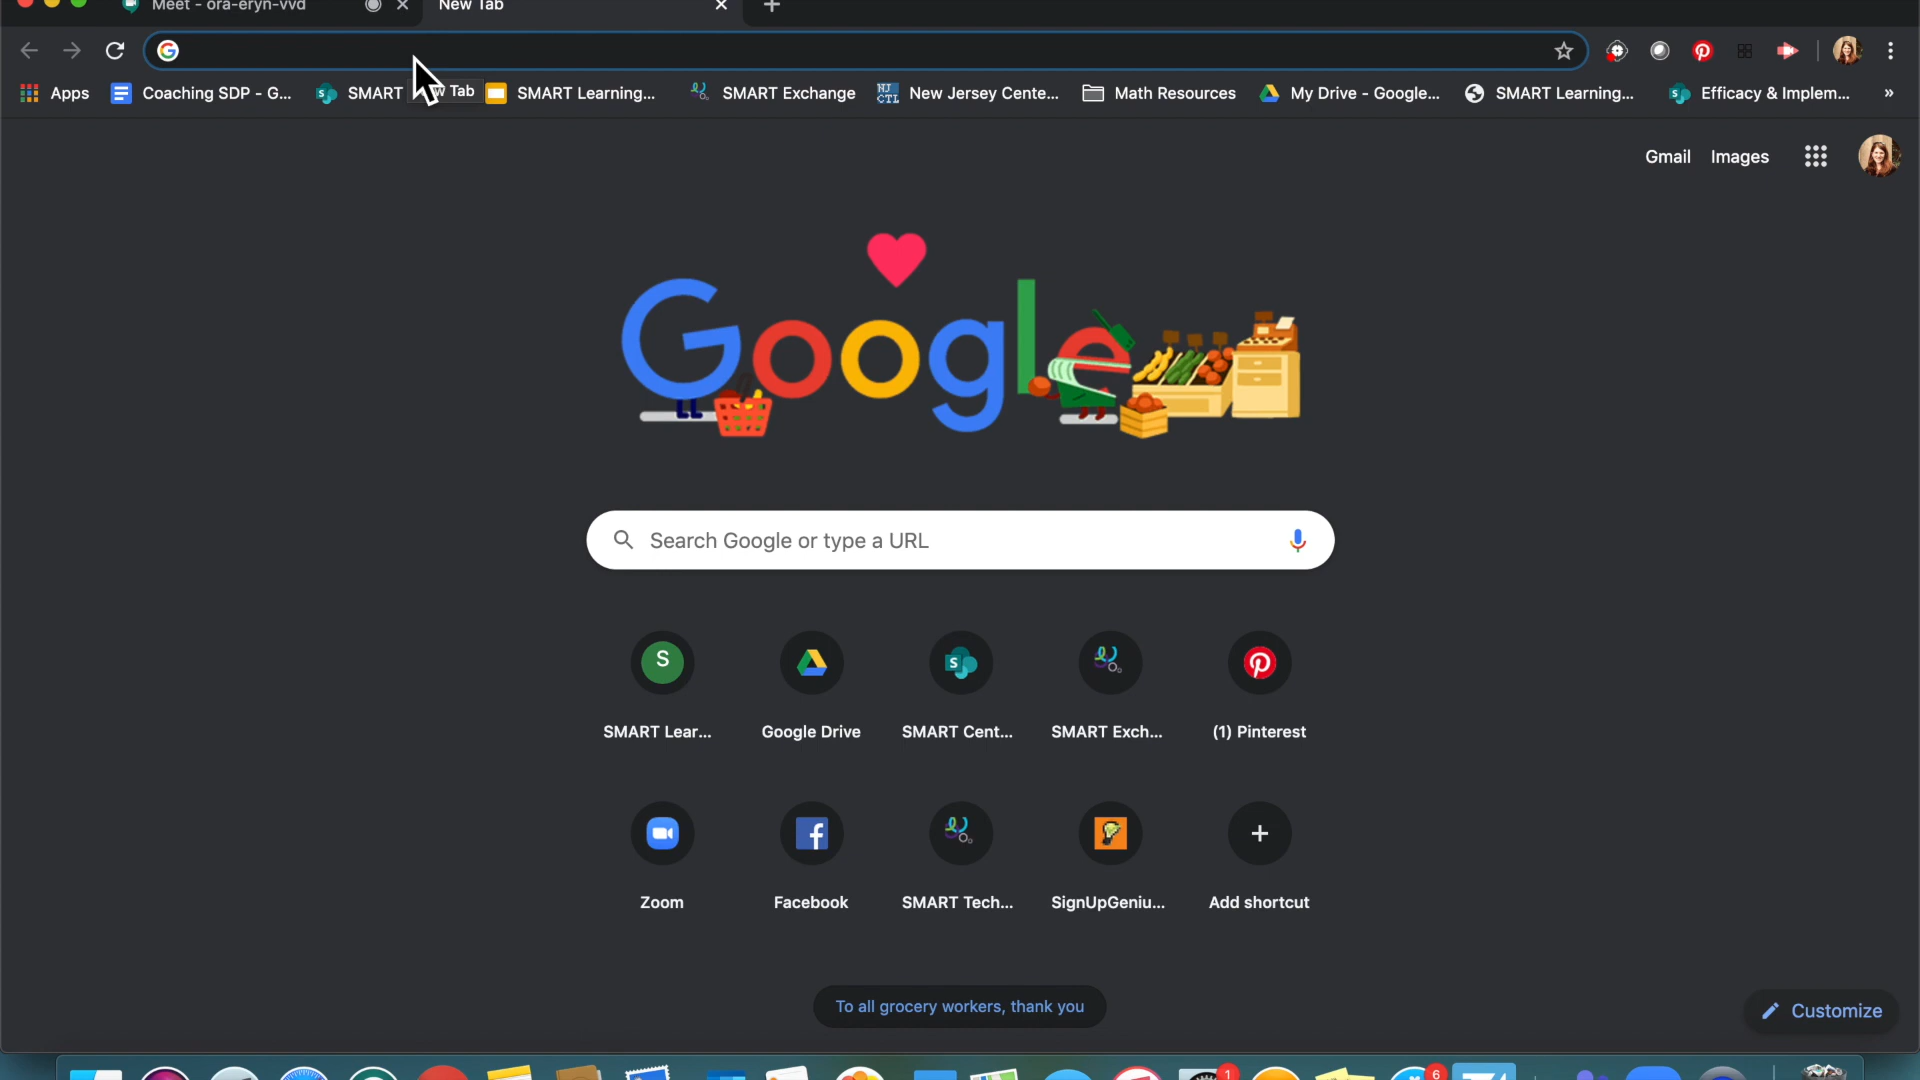 Meet - ora-eryn-vvd
New Tab
Apps
Coaching SDP - G...
SMART
Tab
SMART Learning...
SMART Exchange
New Jersey Cente...
Math Resources
My Drive - Google...
SMART Learning...
Efficacy & Implem...
»
Gmail
Images
Google
Search Google or type a URL
S
SMART Lear...
Google Drive
SMART Cent...
SMART Exch...
(1) Pinterest
Zoom
Facebook
SMART Tech...
SignUpGeniu...
Add shortcut
To all grocery workers, thank you
Customize
1
6